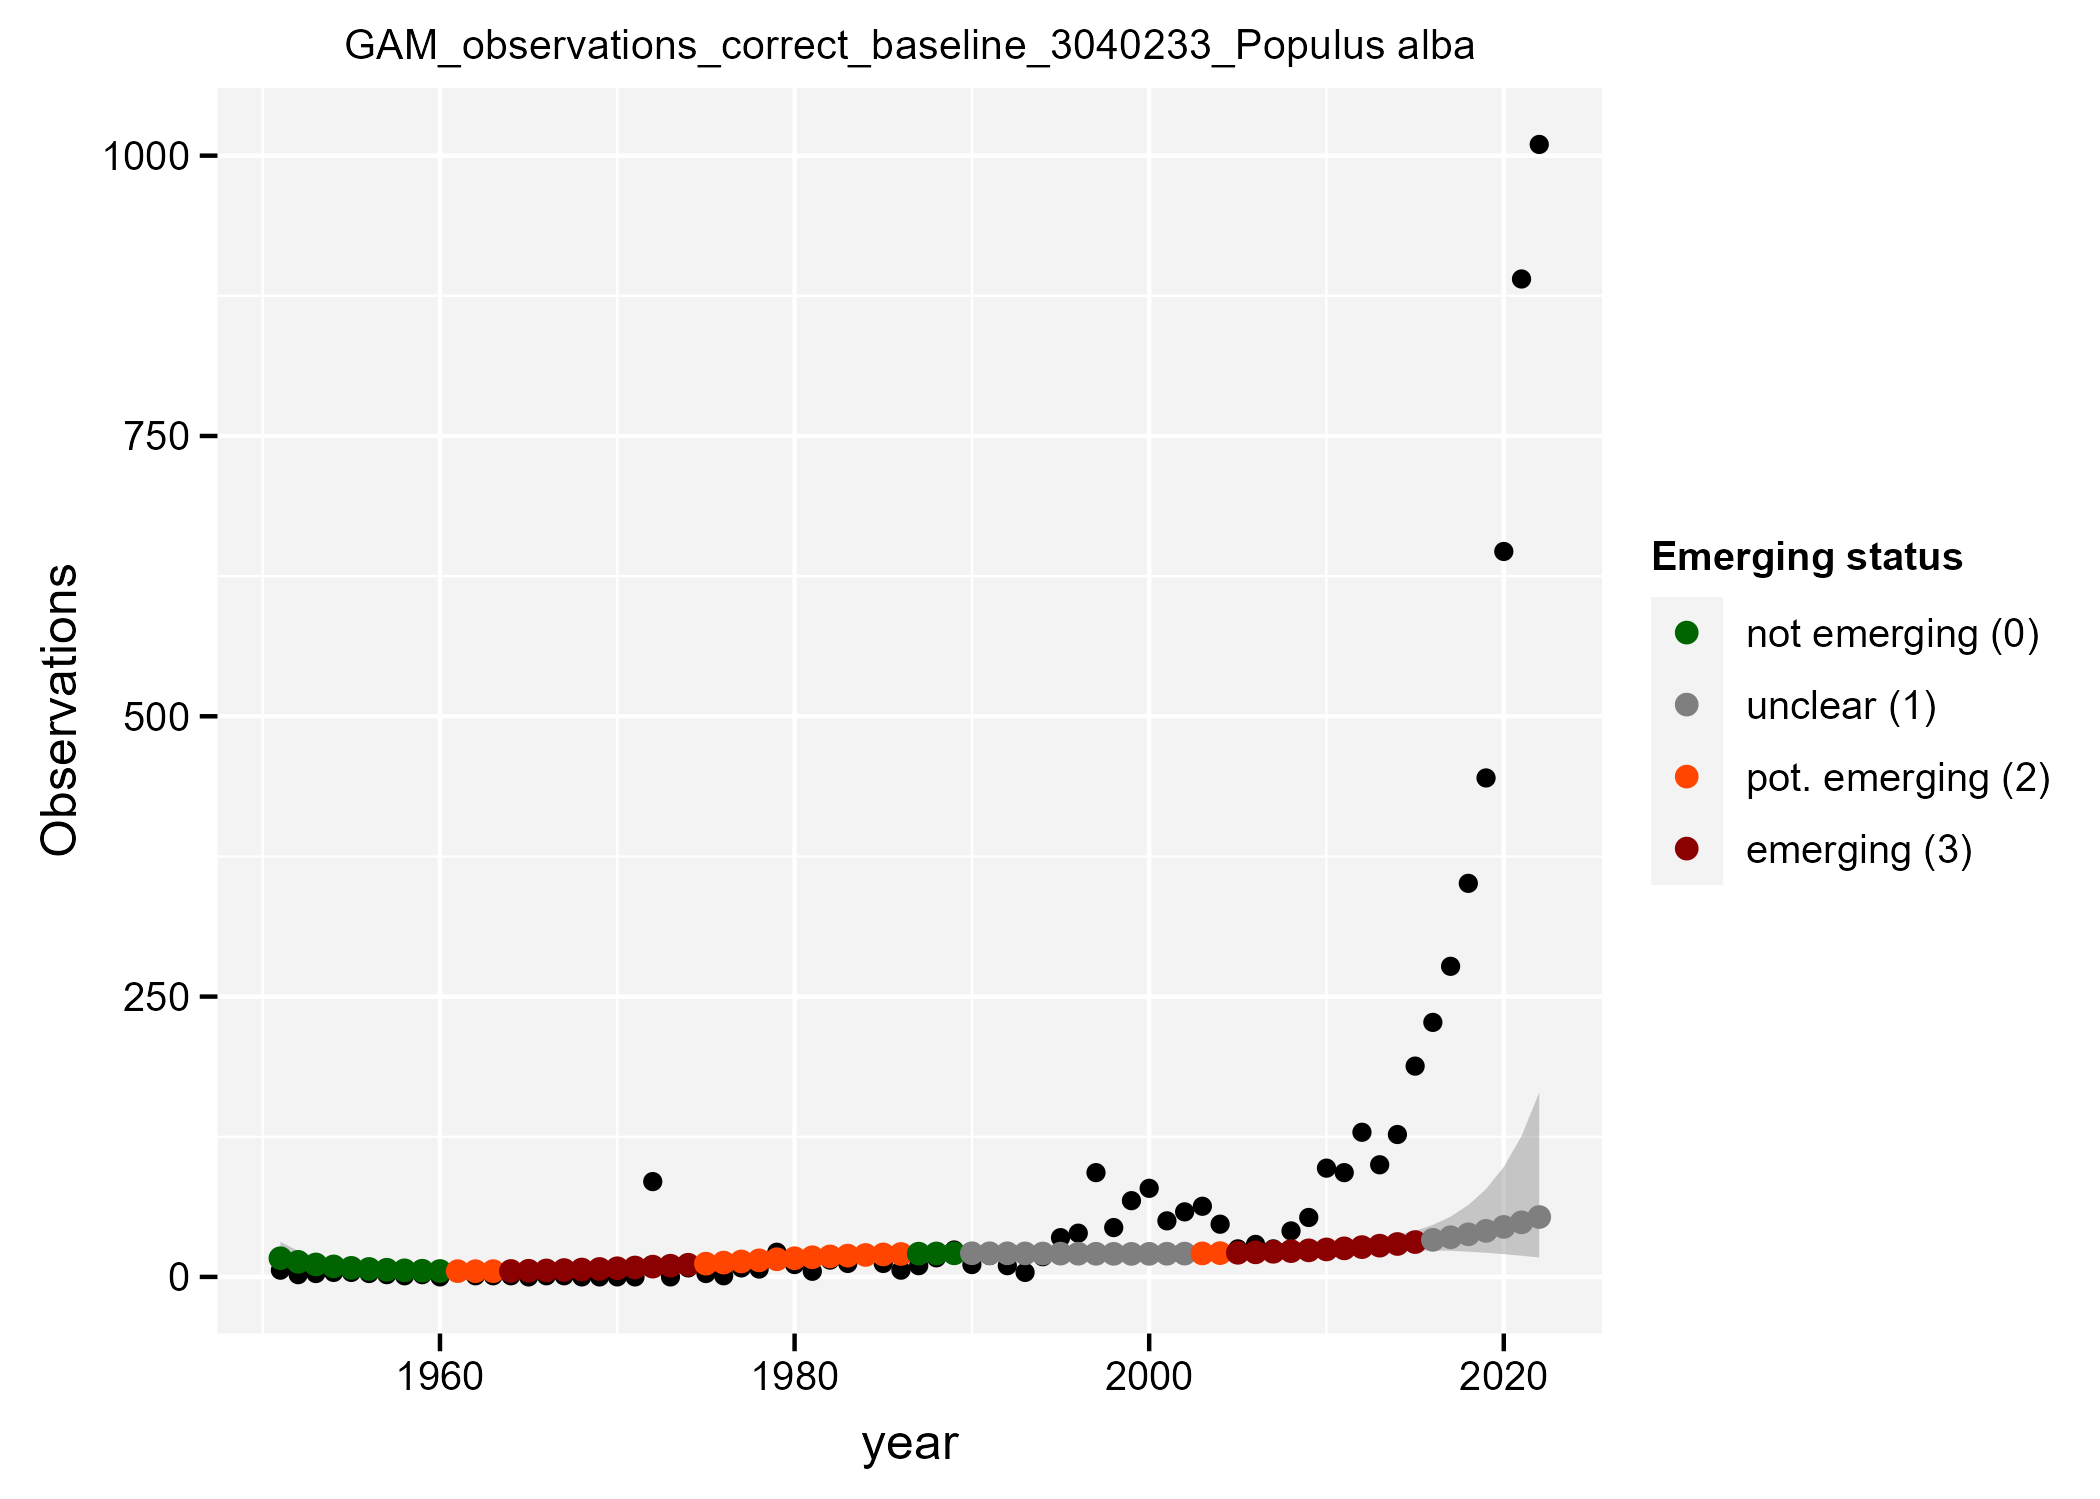 GAM_observations_correct_baseline_3040233_Populus alba
Observations
1000
750
500
250
0
1960
1980
2000
2020
year
Emerging status
not emerging (0)
unclear (1)
pot. emerging (2)
emerging (3)